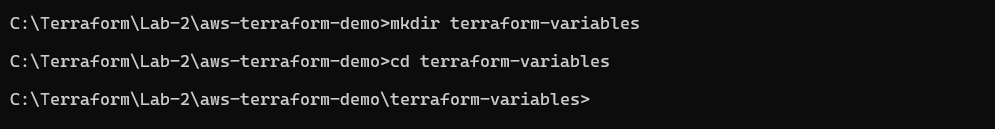 C:\Terraform\Lab-2\aws-terraform-demo>mkdir terraform-variables
C:\Terraform\Lab-2\aws-terraform-demo>cd terraform-variables
C:\Terraform\Lab-2\aws-terraform-demo\terraform-variables>